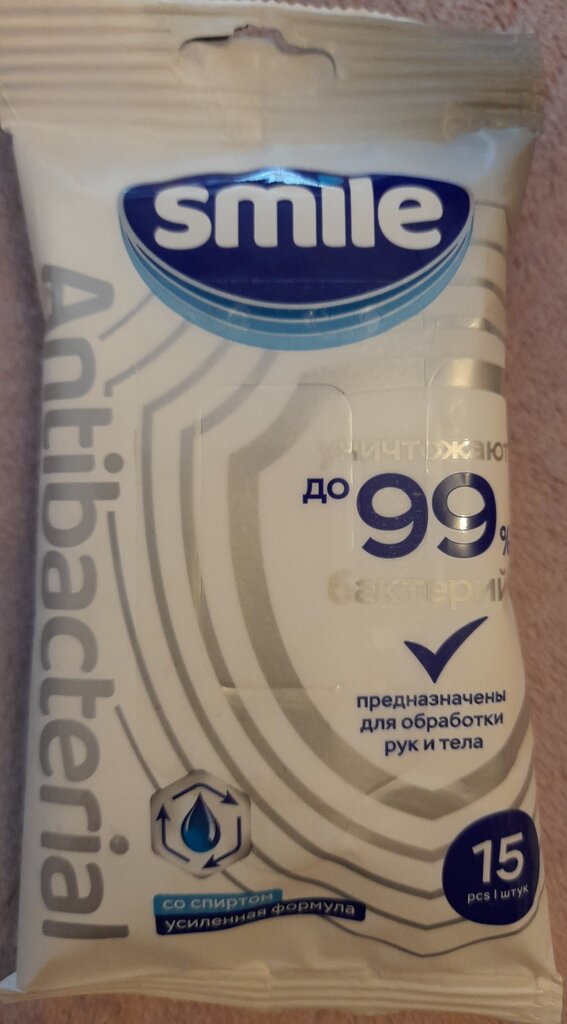 smile
Antibacterial
уничтожают
до 99%
бактерий
предназначены
для обработки
рук и тела
15
pcs | штук
со спиртом
усиленная формула